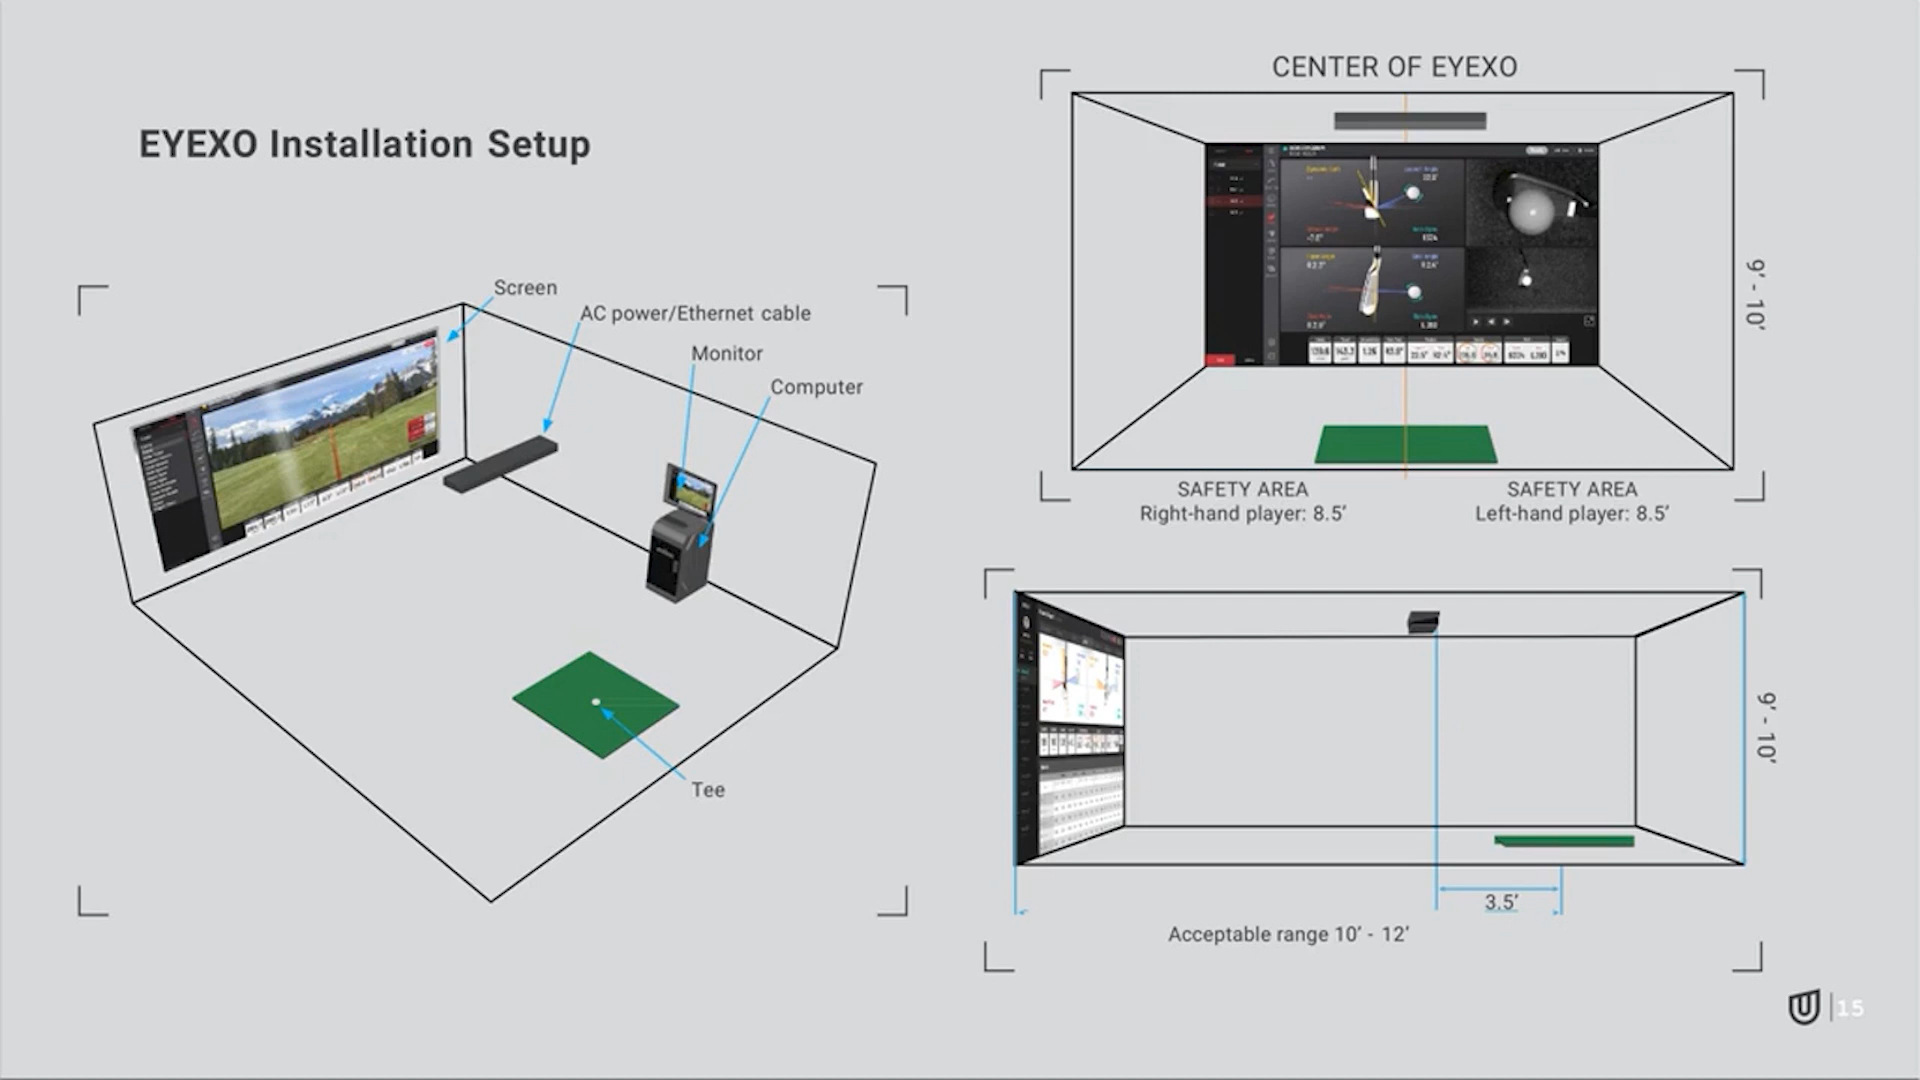 EYEXO Installation Setup
Screen
AC power/Ethernet cable
Monitor
Computer
Tee
CENTER OF EYEXO
9’ - 10’
SAFETY AREA
Right-hand player: 8.5’
SAFETY AREA
Left-hand player: 8.5’
9’ - 10’
3.5’
Acceptable range 10’ - 12’
15